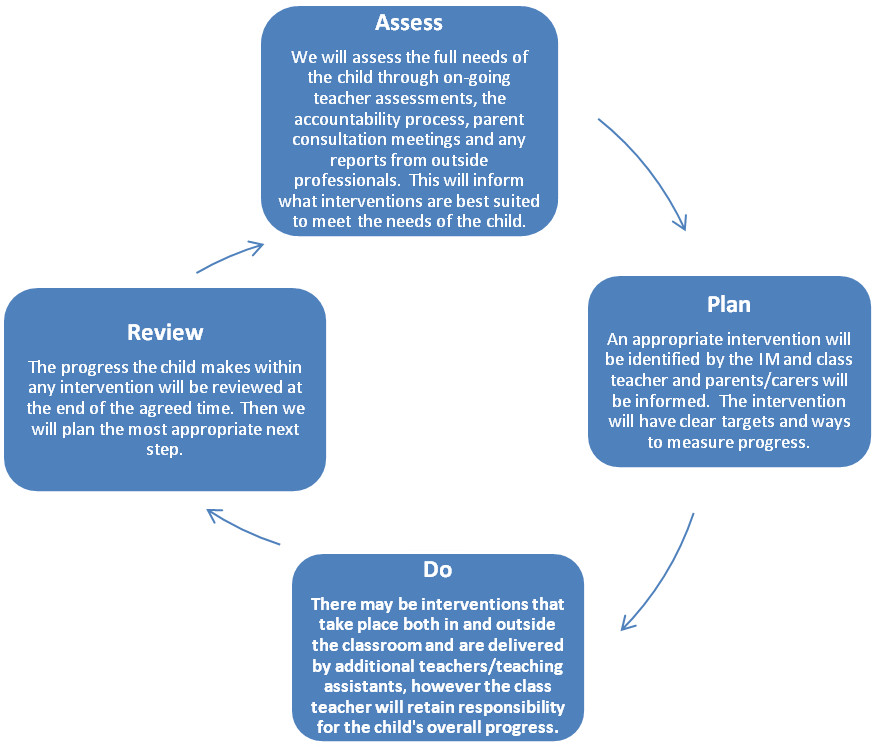 Assess
We will assess the full needs of
the child through on-going
teacher assessments, the
accountability process, parent
consultation meetings and any
reports from outside
professionals.  This will inform
what interventions are best suited
to meet the needs of the child.
Plan
An appropriate intervention will
be identified by the IM and class
teacher and parents/carers will
be informed.  The intervention
will have clear targets and ways
to measure progress.
Do
There may be interventions that
take place both in and outside
the classroom and are delivered
by additional teachers/teaching
assistants, however the class
teacher will retain responsibility
for the child's overall progress.
Review
The progress the child makes within
any intervention will be reviewed at
the end of the agreed time. Then we
will plan the most appropriate next
step.